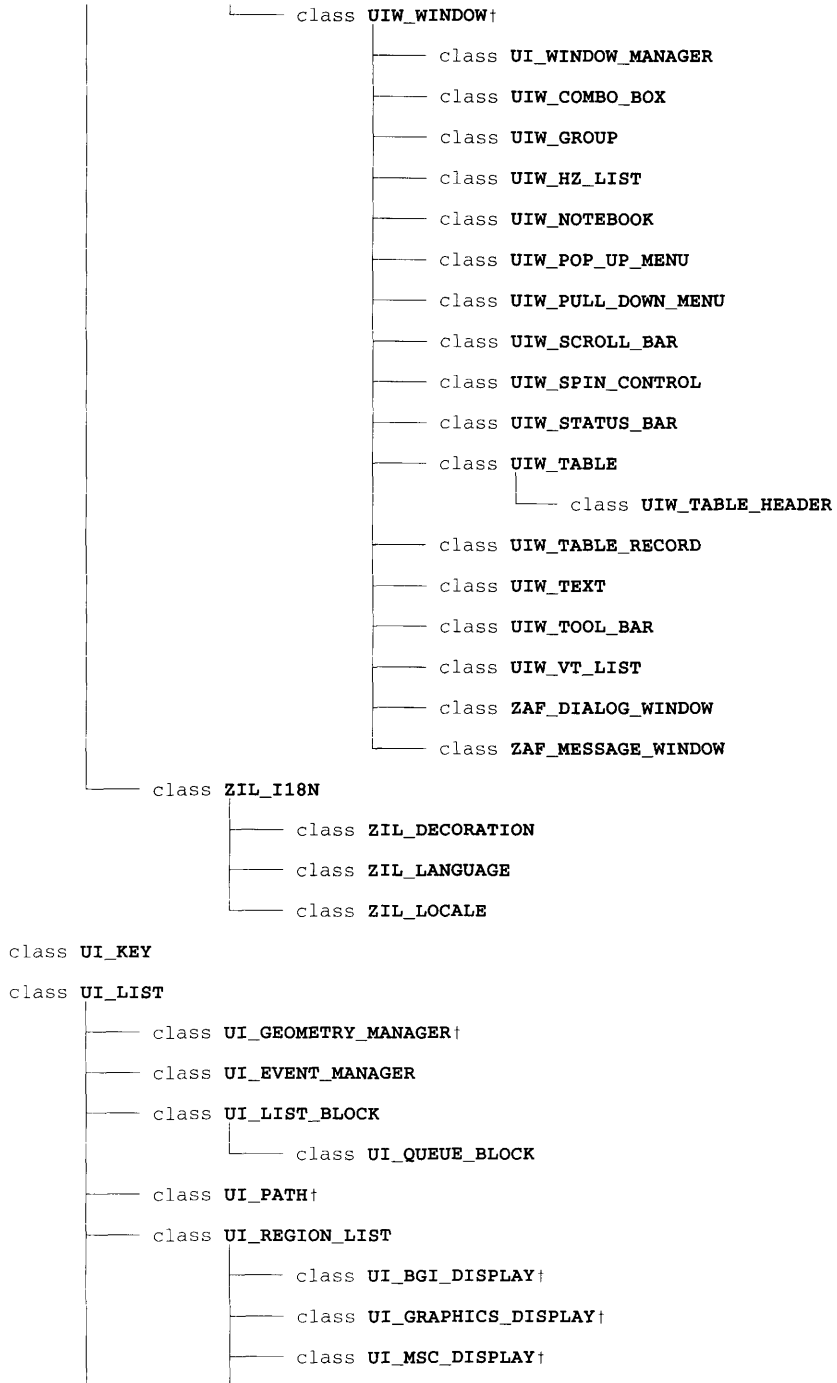 class UIW_WINDOW†
class UI_WINDOW_MANAGER
class UIW_COMBO_BOX
class UIW_GROUP
class UIW_HZ_LIST
class UIW_NOTEBOOK
class UIW_POP_UP_MENU
class UIW_PULL_DOWN_MENU
class UIW_SCROLL_BAR
class UIW_SPIN_CONTROL
class UIW_STATUS_BAR
class UIW_TABLE
class UIW_TABLE_HEADER
class UIW_TABLE_RECORD
class UIW_TEXT
class UIW_TOOL_BAR
class UIW_VT_LIST
class ZAF_DIALOG_WINDOW
class ZAF_MESSAGE_WINDOW
class ZIL_I18N
class ZIL_DECORATION
class ZIL_LANGUAGE
class ZIL_LOCALE
class UI_KEY
class UI_LIST
class UI_GEOMETRY_MANAGER†
class UI_EVENT_MANAGER
class UI_LIST_BLOCK
class UI_QUEUE_BLOCK
class UI_PATH†
class UI_REGION_LIST
class UI_BGI_DISPLAY†
class UI_GRAPHICS_DISPLAY†
class UI_MSC_DISPLAY†